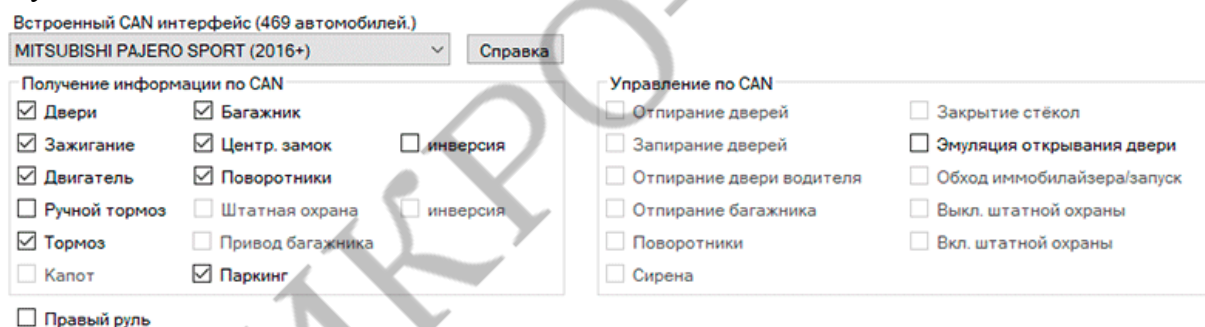 Встроенный CAN интерфейс (469 автомобилей.)
MITSUBISHI PAJERO SPORT (2016+) Справка
Получение информации по CAN Управление по CAN
Двери Багажник Отпирание дверей Закрытие стёкол
Зажигание Центр. замок инверсия Запирание дверей Эмуляция открывания двери
Двигатель Поворотники Отпирание двери водителя Обход иммобилайзера/запуск
Ручной тормоз Штатная охрана инверсия Отпирание багажника Выкл. штатной охраны
Тормоз Привод багажника Поворотники Вкл. штатной охраны
Капот Паркинг Сирена
Правый руль
МИКРО-